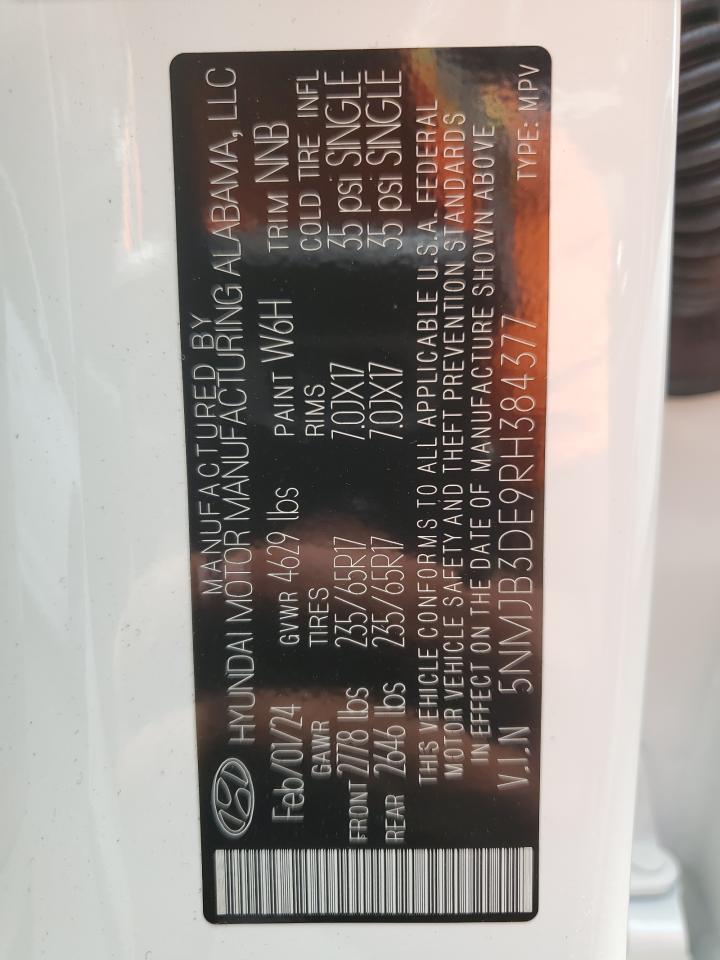 MANUFACTURED BY
HYUNDAI MOTOR MANUFACTURING ALABAMA, LLC
Feb/01/24 GVWR 4629 lbs PAINT W6H TRIM NNB
GAWR TIRES RIMS COLD TIRE INFL
FRONT 2778 lbs 235/65R17 7.0JX17 35 psi SINGLE
REAR 2646 lbs 235/65R17 7.0JX17 35 psi SINGLE
THIS VEHICLE CONFORMS TO ALL APPLICABLE U.S.A. FEDERAL
MOTOR VEHICLE SAFETY AND THEFT PREVENTION STANDARDS
IN EFFECT ON THE DATE OF MANUFACTURE SHOWN ABOVE
V.I.N 5NMJB3DE9RH384377 TYPE: MPV